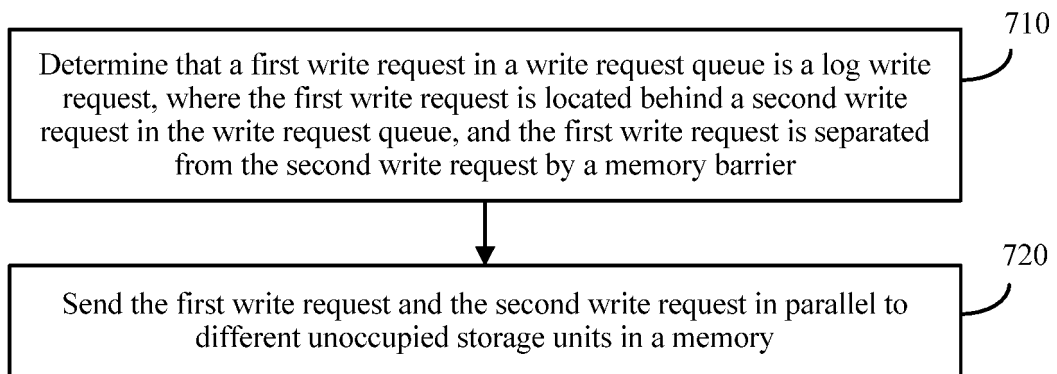 710
Determine that a first write request in a write request queue is a log write
request, where the first write request is located behind a second write
request in the write request queue, and the first write request is separated
from the second write request by a memory barrier
720
Send the first write request and the second write request in parallel to
different unoccupied storage units in a memory